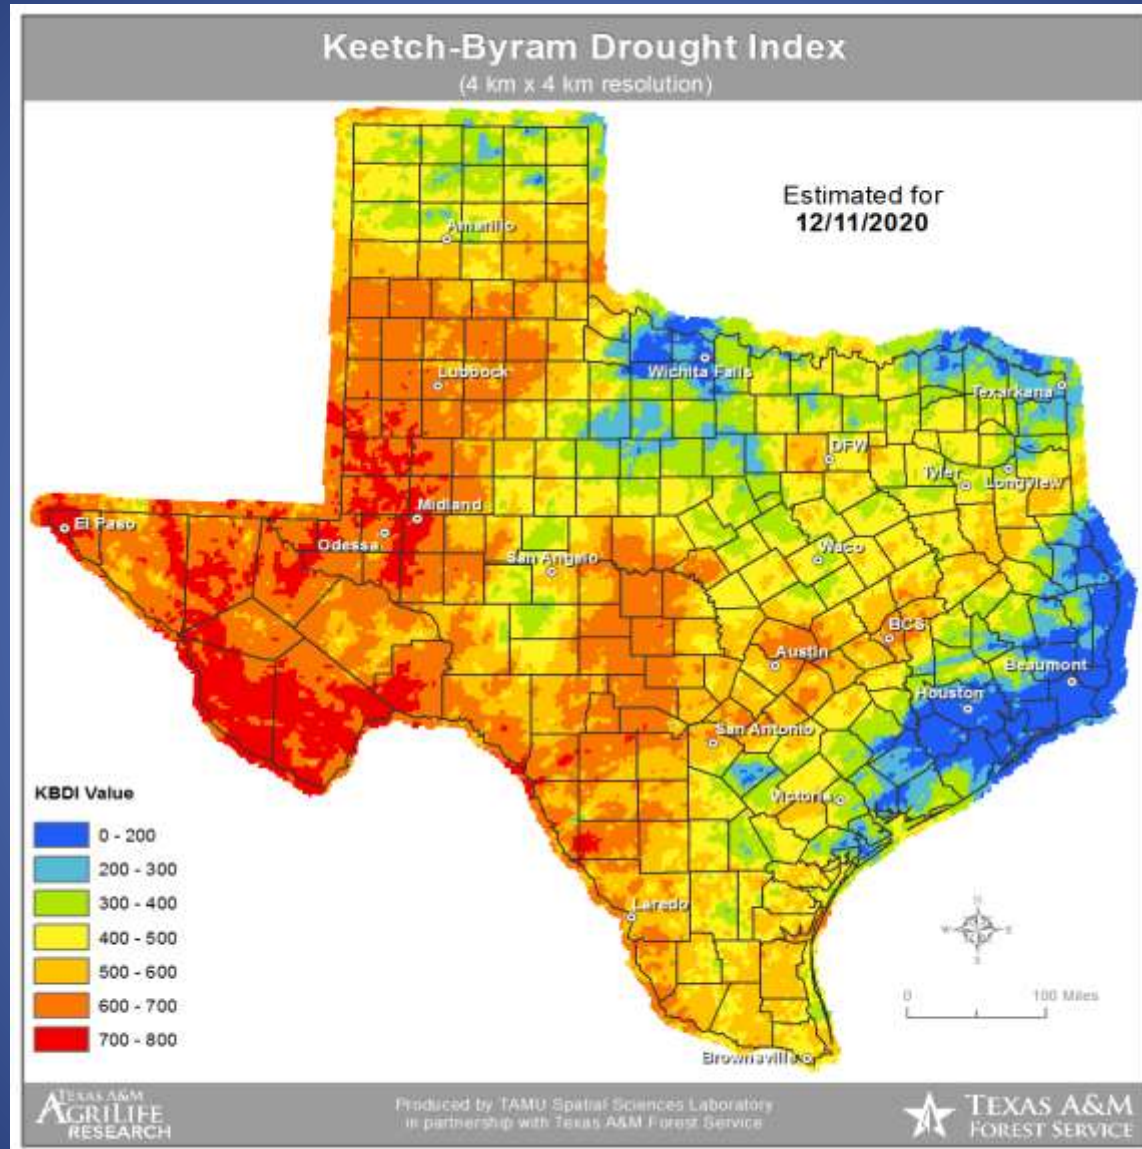 Keetch-Byram Drought Index
(4 km x 4 km resolution)
Estimated for
12/11/2020
Amarillo
Lubbock
Wichita Falls
Texarkana
DFW
Tyler
Longview
El Paso
Midland
Odessa
San Angelo
Waco
BCS
Austin
Beaumont
Houston
San Antonio
Victoria
Laredo
Brownsville
KBDI Value
0 - 200
200 - 300
300 - 400
400 - 500
500 - 600
600 - 700
700 - 800
N
W
E
S
0 100 Miles
TEXAS A&M
AGRILIFE
RESEARCH
Produced by TAMU Spatial Sciences Laboratory
in partnership with Texas A&M Forest Service
TEXAS A&M
FOREST SERVICE